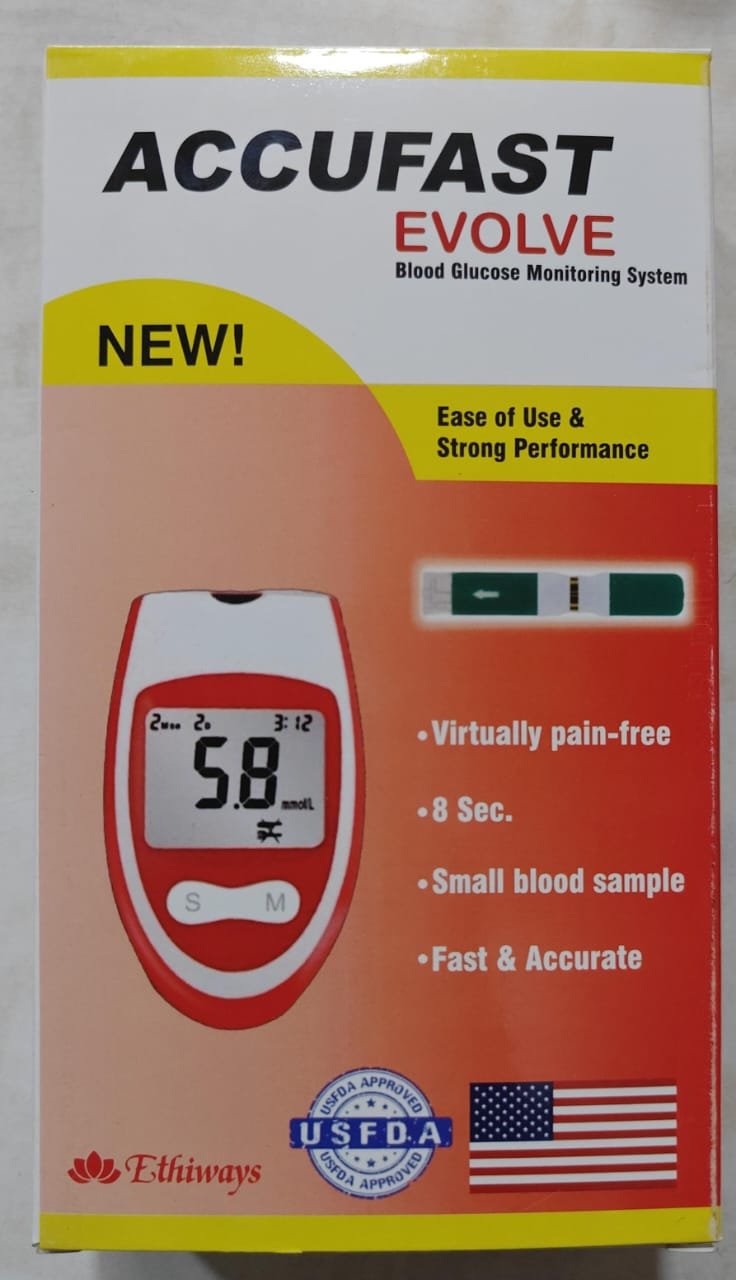 ACCUFAST
EVOLVE
Blood Glucose Monitoring System
NEW!
Ease of Use &
Strong Performance
3:12
5.8
mmol/L
S M
•Virtually pain-free
•8 Sec.
•Small blood sample
•Fast & Accurate
USFDA APPROVED
USFDA
USFDA APPROVED
Ethiways